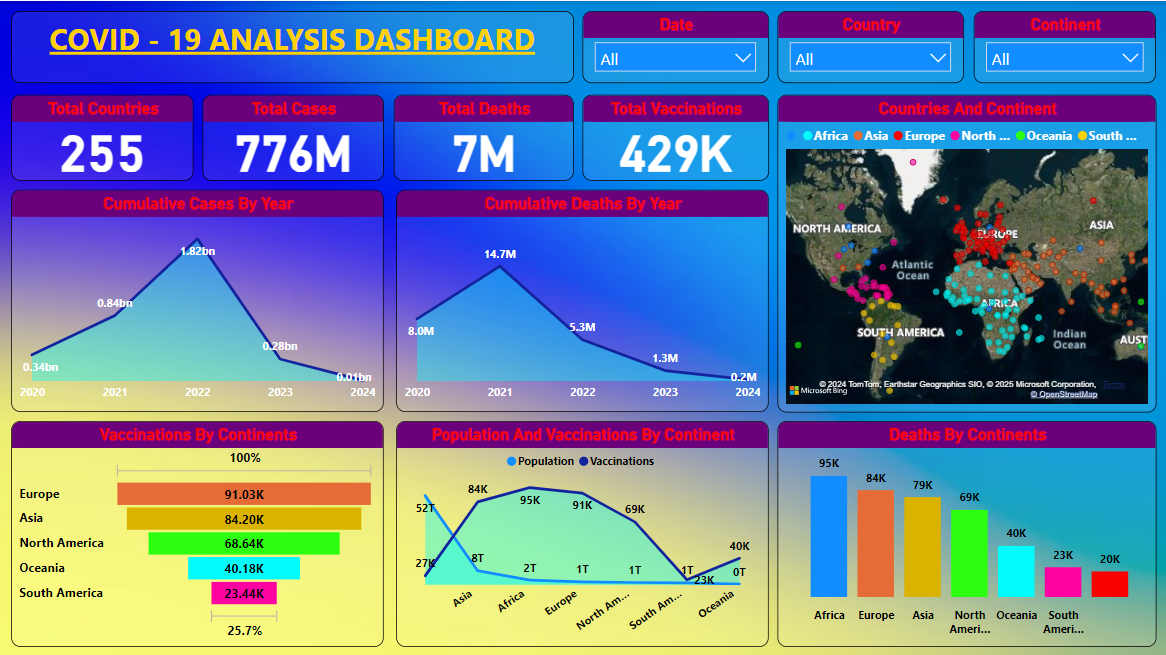 COVID - 19 ANALYSIS DASHBOARD
Date
All
Country
All
Continent
All
Total Countries
255
Total Cases
776M
Total Deaths
7M
Total Vaccinations
429K
Countries And Continent
Africa Asia Europe North ... Oceania South ...
NORTH AMERICA
EUROPE
ASIA
Atlantic
Ocean
AFRICA
SOUTH AMERICA
Indian
Ocean
AUST
© 2024 TomTom, Earthstar Geographics SIO, © 2025 Microsoft Corporation, Terms
Microsoft Bing
© OpenStreetMap
Cumulative Cases By Year
1.82bn
0.84bn
0.34bn
0.28bn
0.01bn
2020 2021 2022 2023 2024
Cumulative Deaths By Year
14.7M
8.0M
5.3M
1.3M
0.2M
2020 2021 2022 2023 2024
Vaccinations By Continents
100%
Europe 91.03K
Asia 84.20K
North America 68.64K
Oceania 40.18K
South America 23.44K
25.7%
Population And Vaccinations By Continent
Population Vaccinations
52T 8T 2T 1T 1T 1T 0T
27K 84K 95K 91K 69K 23K 40K
Asia Africa Europe North Am... South Am... Oceania
Deaths By Continents
95K 84K 79K 69K 40K 23K 20K
Africa Europe Asia North Oceania South
Ameri... Ameri...